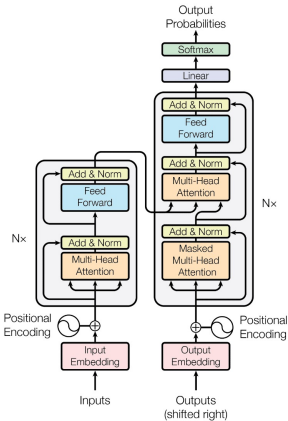 Output
Probabilities
Softmax
Linear
Add & Norm
Feed
Forward
Add & Norm
Multi-Head
Attention
Add & Norm
Masked
Multi-Head
Attention
N×
Add & Norm
Feed
Forward
N×
Add & Norm
Multi-Head
Attention
Positional
Encoding
Positional
Encoding
Input
Embedding
Output
Embedding
Inputs
Outputs
(shifted right)